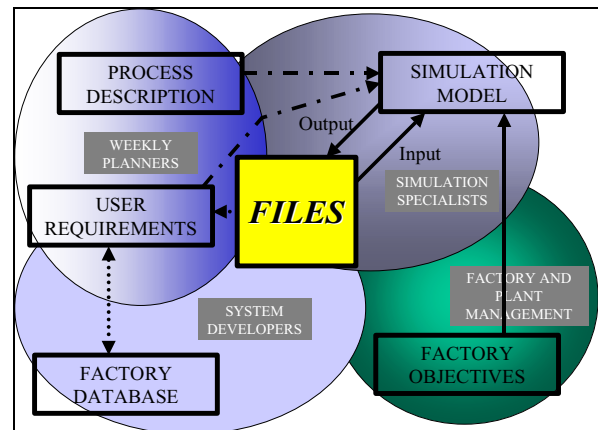 PROCESS
DESCRIPTION
SIMULATION
MODEL
Output
Input
WEEKLY
PLANNERS
SIMULATION
SPECIALISTS
USER
REQUIREMENTS
FILES
FACTORY AND
PLANT
MANAGEMENT
SYSTEM
DEVELOPERS
FACTORY
DATABASE
FACTORY
OBJECTIVES